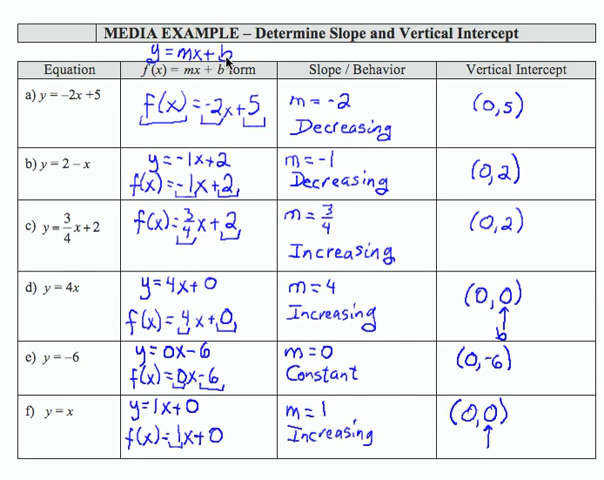 MEDIA EXAMPLE – Determine Slope and Vertical Intercept
y = mx + b
Equation f(x) = mx + b form Slope / Behavior Vertical Intercept
a) y = –2x +5 f(x) = -2x + 5 m = -2 (0,5)
Decreasing
b) y = 2 – x y = -1x + 2 m = -1 (0,2)
f(x) = -1x + 2 Decreasing
c) y = 3/4 x + 2 f(x) = 3/4 x + 2 m = 3/4 (0,2)
Increasing
d) y = 4x y = 4x + 0 m = 4 (0,0)
f(x) = 4x + 0 Increasing b
e) y = –6 y = 0x - 6 m = 0 (0,-6)
f(x) = 0x - 6 Constant
f) y = x y = 1x + 0 m = 1 (0,0)
f(x) = 1x + 0 Increasing